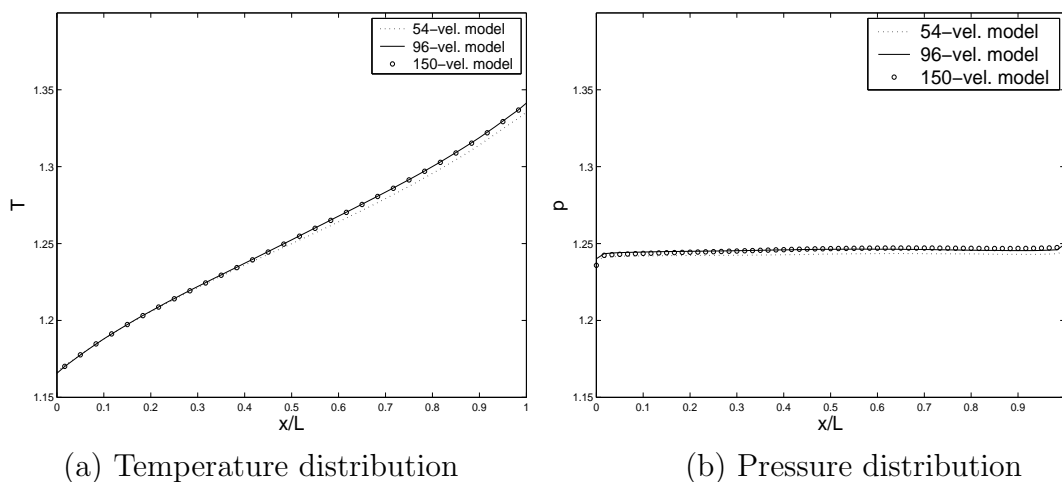 54−vel. model
96−vel. model
150−vel. model
1.35
1.3
1.25
1.2
1.15
T
0
0.1
0.2
0.3
0.4
0.5
0.6
0.7
0.8
0.9
1
x/L
(a) Temperature distribution
54−vel. model
96−vel. model
150−vel. model
1.35
1.3
1.25
1.2
1.15
p
0
0.1
0.2
0.3
0.4
0.5
0.6
0.7
0.8
0.9
x/L
(b) Pressure distribution